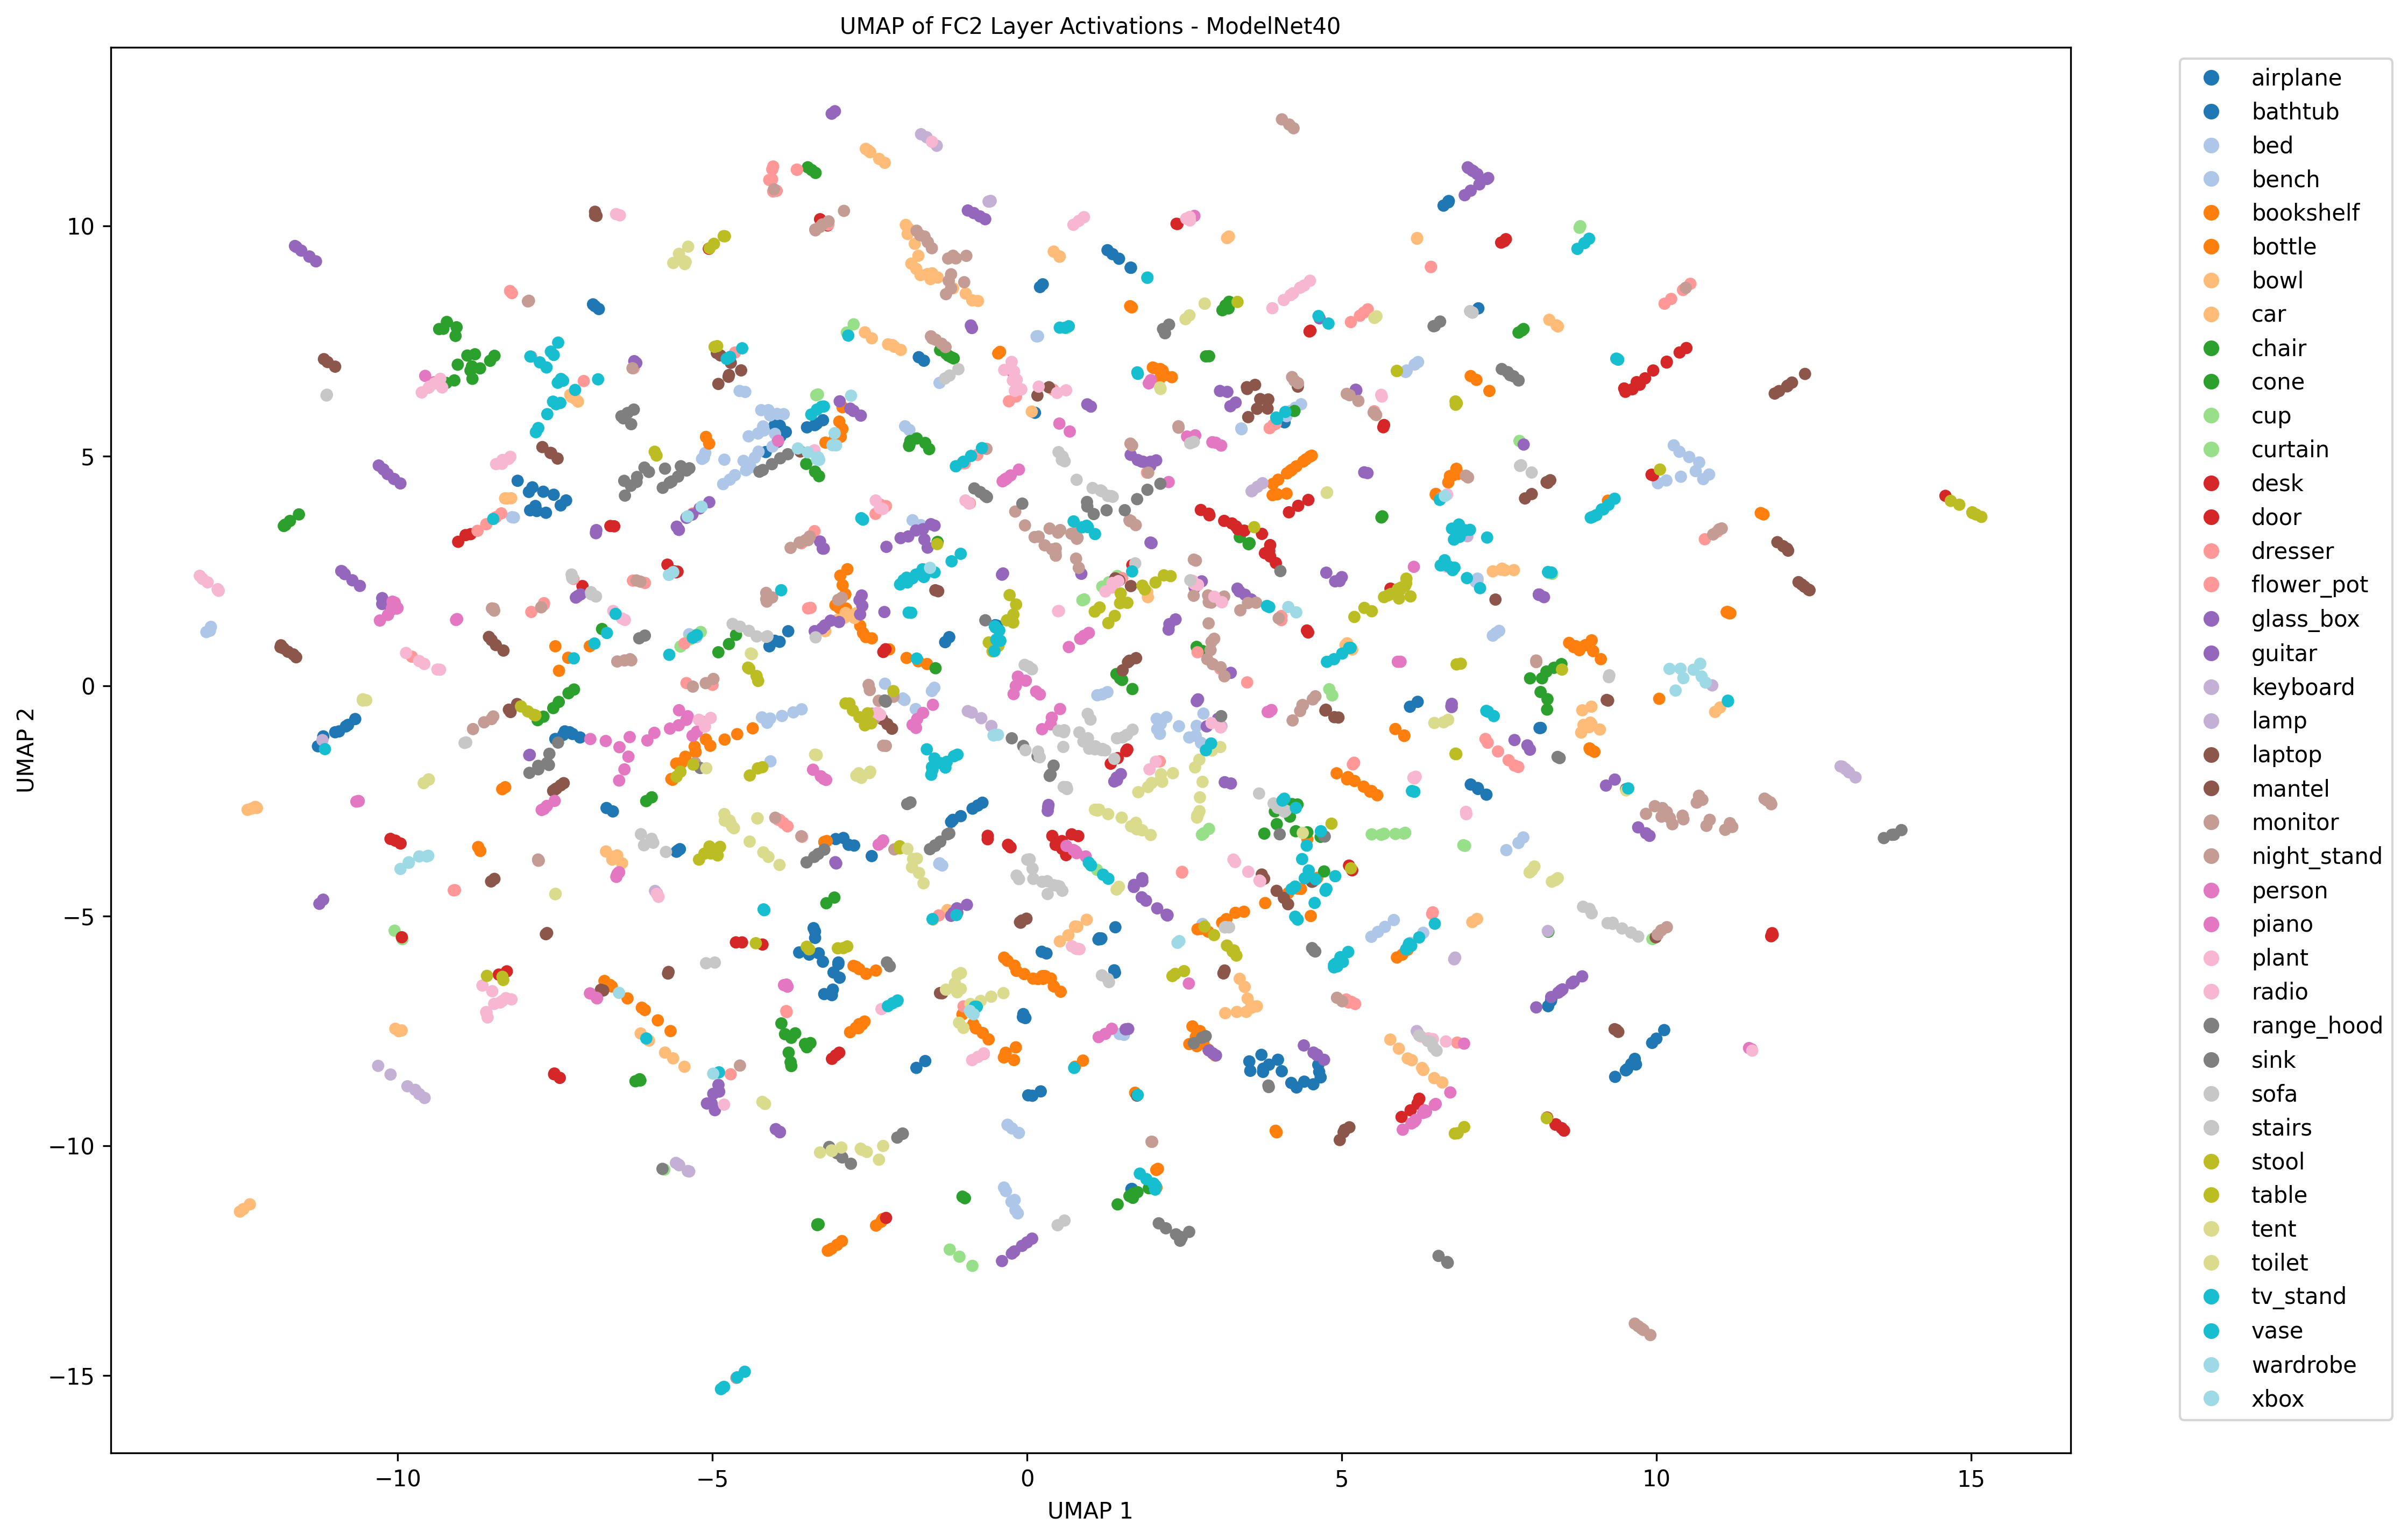 UMAP of FC2 Layer Activations - ModelNet40
10
5
0
−5
−10
−15
UMAP 2
−10
−5
0
5
10
15
UMAP 1
airplane
bathtub
bed
bench
bookshelf
bottle
bowl
car
chair
cone
cup
curtain
desk
door
dresser
flower_pot
glass_box
guitar
keyboard
lamp
laptop
mantel
monitor
night_stand
person
piano
plant
radio
range_hood
sink
sofa
stairs
stool
table
tent
toilet
tv_stand
vase
wardrobe
xbox